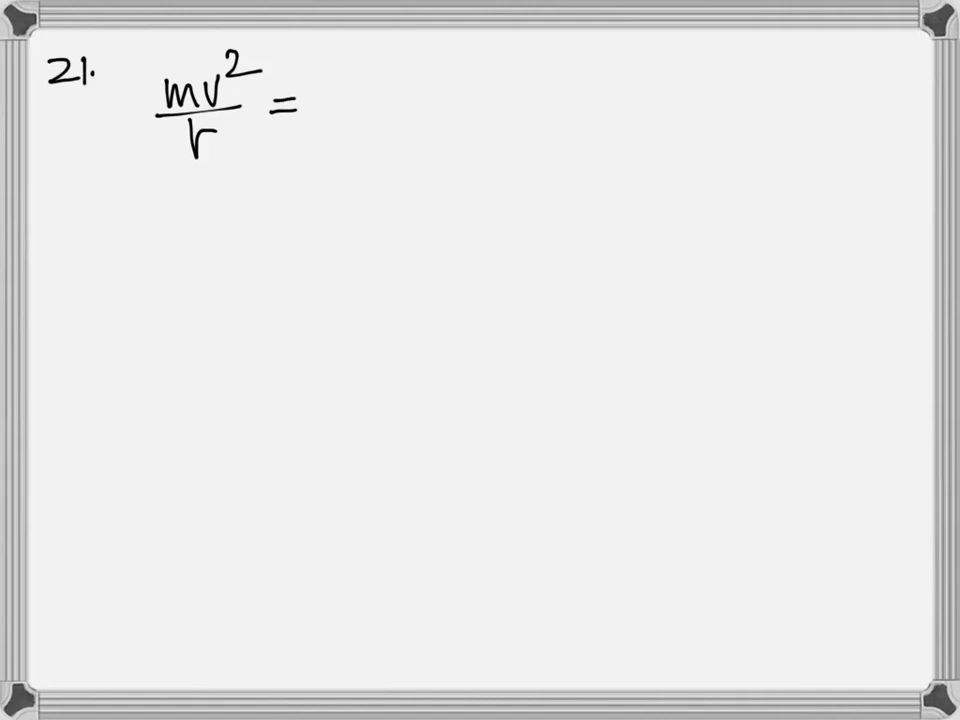 21. mv²/r =